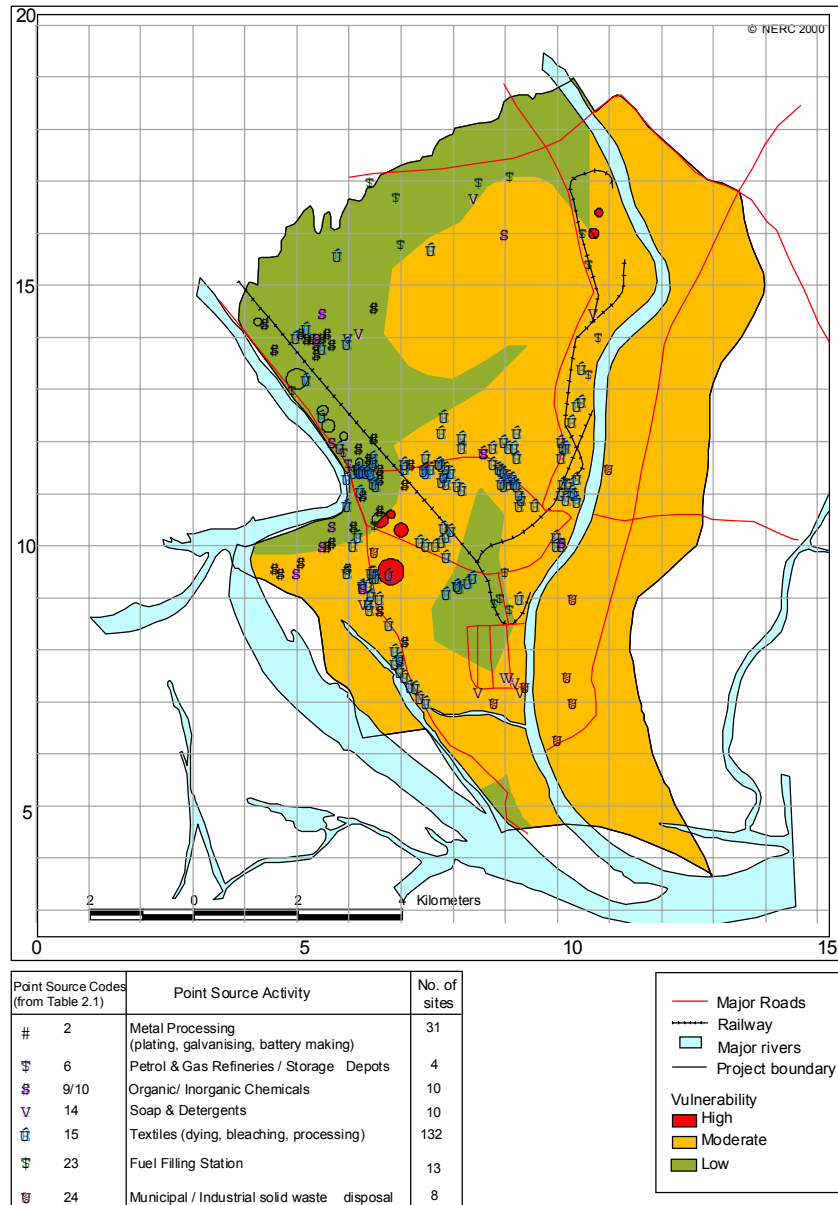 20
© NERC 2000
15
10
5
2 0 2 4 Kilometers
0 5 10 15
Point Source Codes
(from Table 2.1)
Point Source Activity
No. of
sites
2 Metal Processing 31
(plating, galvanising, battery making)
6 Petrol & Gas Refineries / Storage Depots 4
9/10 Organic/ Inorganic Chemicals 10
14 Soap & Detergents 10
15 Textiles (dying, bleaching, processing) 132
23 Fuel Filling Station 13
24 Municipal / Industrial solid waste disposal 8
Major Roads
Railway
Major rivers
Project boundary
Vulnerability
High
Moderate
Low